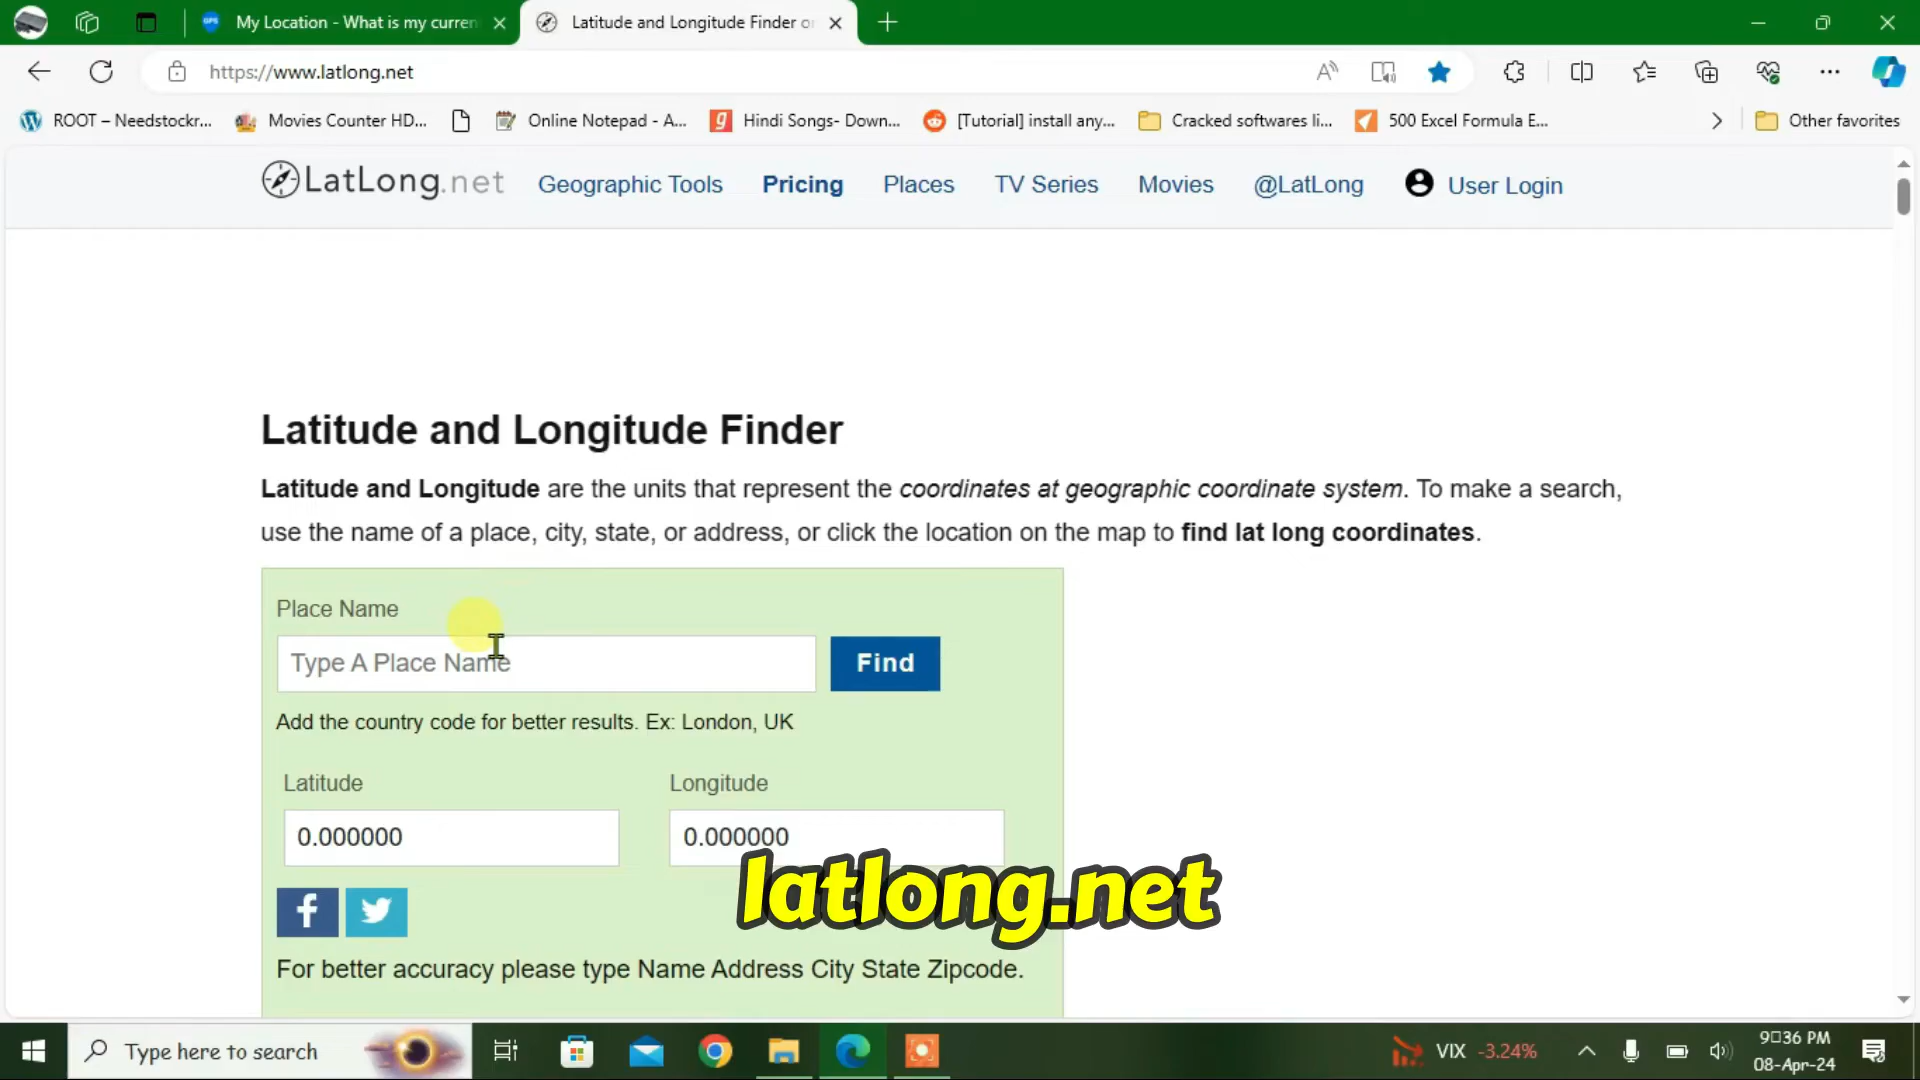 My Location - What is my curren
Latitude and Longitude Finder o
https://www.latlong.net
ROOT – Needstockr...
Movies Counter HD...
Online Notepad - A...
Hindi Songs- Down...
[Tutorial] install any...
Cracked softwares li...
500 Excel Formula E...
Other favorites
LatLong.net
Geographic Tools
Pricing
Places
TV Series
Movies
@LatLong
User Login
Latitude and Longitude Finder
Latitude and Longitude are the units that represent the coordinates at geographic coordinate system. To make a search,
use the name of a place, city, state, or address, or click the location on the map to find lat long coordinates.
Place Name
Type A Place Name
Find
Add the country code for better results. Ex: London, UK
Latitude
Longitude
0.000000
0.000000
latlong.net
For better accuracy please type Name Address City State Zipcode.
Type here to search
VIX -3.24%
9:36 PM
08-Apr-24